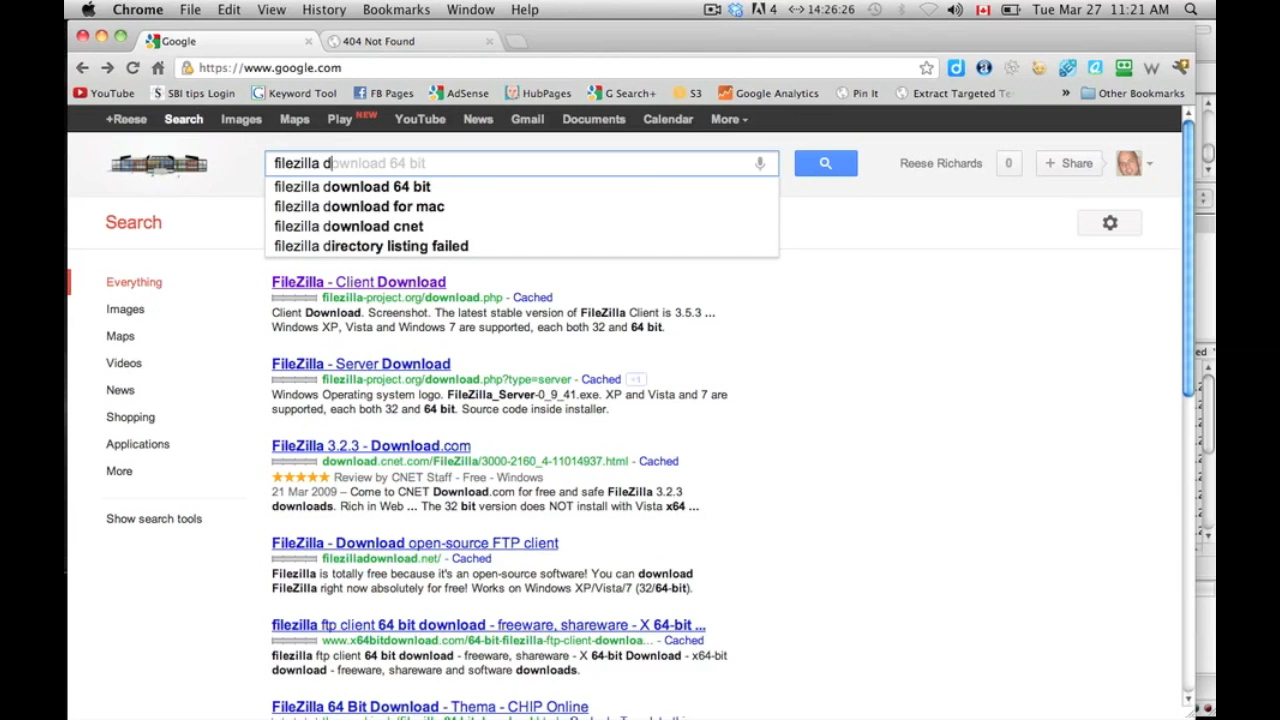 Chrome File Edit View History Bookmarks Window Help 4 14:26:26 Tue Mar 27 11:21 AM
Google 404 Not Found
https://www.google.com
YouTube SBI tips Login Keyword Tool FB Pages AdSense HubPages G Search+ S3 Google Analytics Pin It Extract Targeted Te » Other Bookmarks
+Reese Search Images Maps Play NEW YouTube News Gmail Documents Calendar More
filezilla download 64 bit Reese Richards 0 + Share
filezilla download 64 bit
filezilla download for mac
filezilla download cnet
filezilla directory listing failed
Search
Everything
Images
Maps
Videos
News
Shopping
Applications
More
Show search tools
FileZilla - Client Download
filezilla-project.org/download.php - Cached
Client Download. Screenshot. The latest stable version of FileZilla Client is 3.5.3 ...
Windows XP, Vista and Windows 7 are supported, each both 32 and 64 bit.
FileZilla - Server Download
filezilla-project.org/download.php?type=server - Cached +1
Windows Operating system logo. FileZilla_Server-0_9_41.exe. XP and Vista and 7 are
supported, each both 32 and 64 bit. Source code inside installer.
FileZilla 3.2.3 - Download.com
download.cnet.com/FileZilla/3000-2160_4-11014937.html - Cached
Review by CNET Staff - Free - Windows
21 Mar 2009 – Come to CNET Download.com for free and safe FileZilla 3.2.3
downloads. Rich in Web ... The 32 bit version does NOT install with Vista x64 ...
FileZilla - Download open-source FTP client
filezilladownload.net/ - Cached
Filezilla is totally free because it's an open-source software! You can download
FileZilla right now absolutely for free! Works on Windows XP/Vista/7 (32/64-bit).
filezilla ftp client 64 bit download - freeware, shareware - X 64-bit ...
www.x64bitdownload.com/64-bit-filezilla-ftp-client-downloa... - Cached
filezilla ftp client 64 bit download - freeware, shareware - X 64-bit Download - x64-bit
download - freeware, shareware and software downloads.
FileZilla 64 Bit Download - Thema - CHIP Online